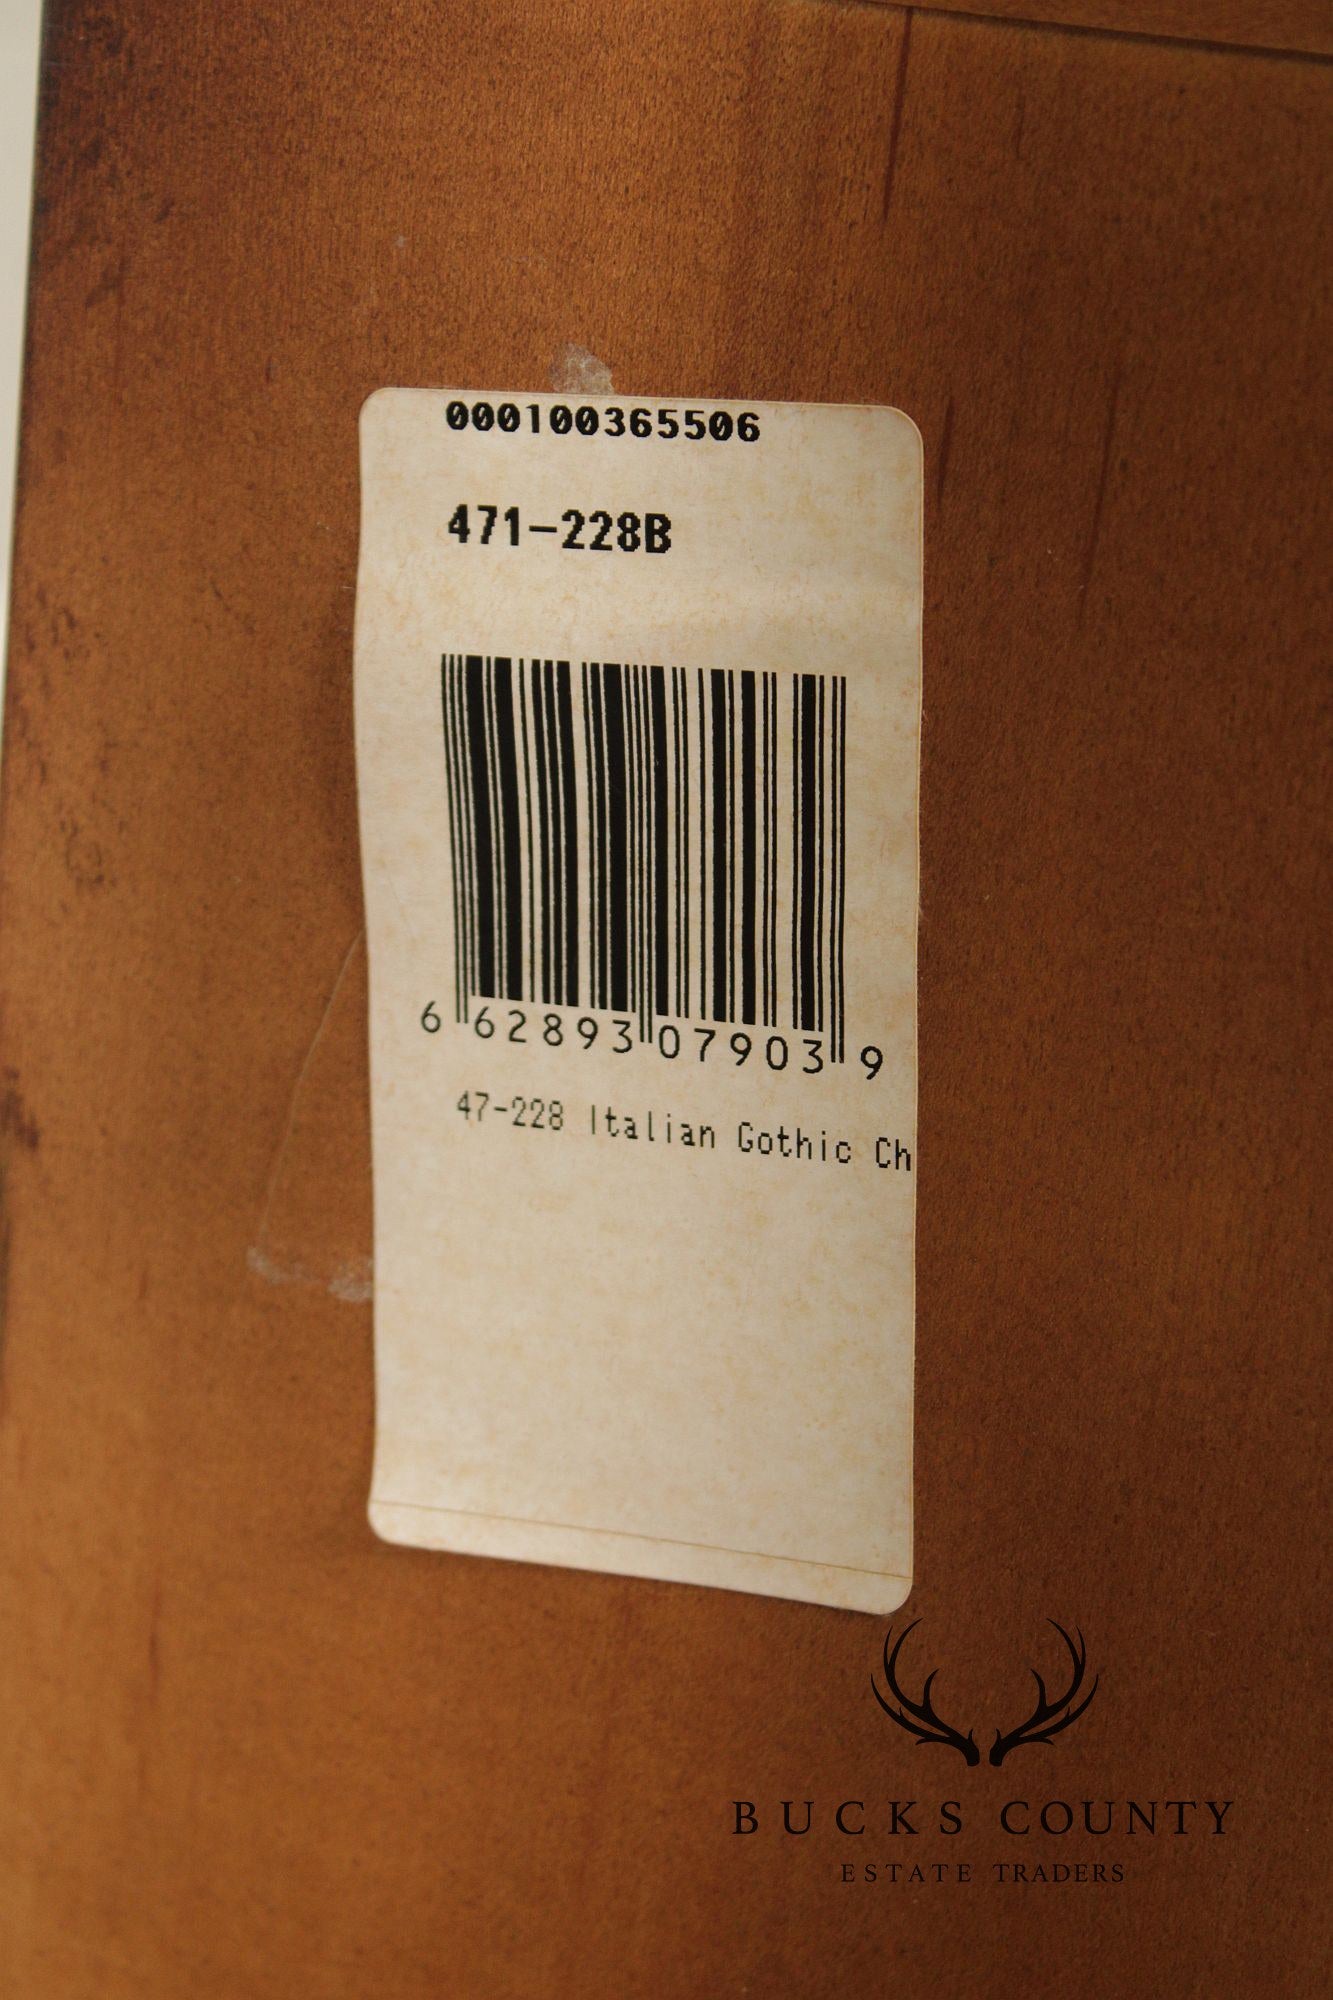 000100365506
471-228B
6 62893 07903 9
47-228 Italian Gothic Ch
BUCKS COUNTY
ESTATE TRADERS